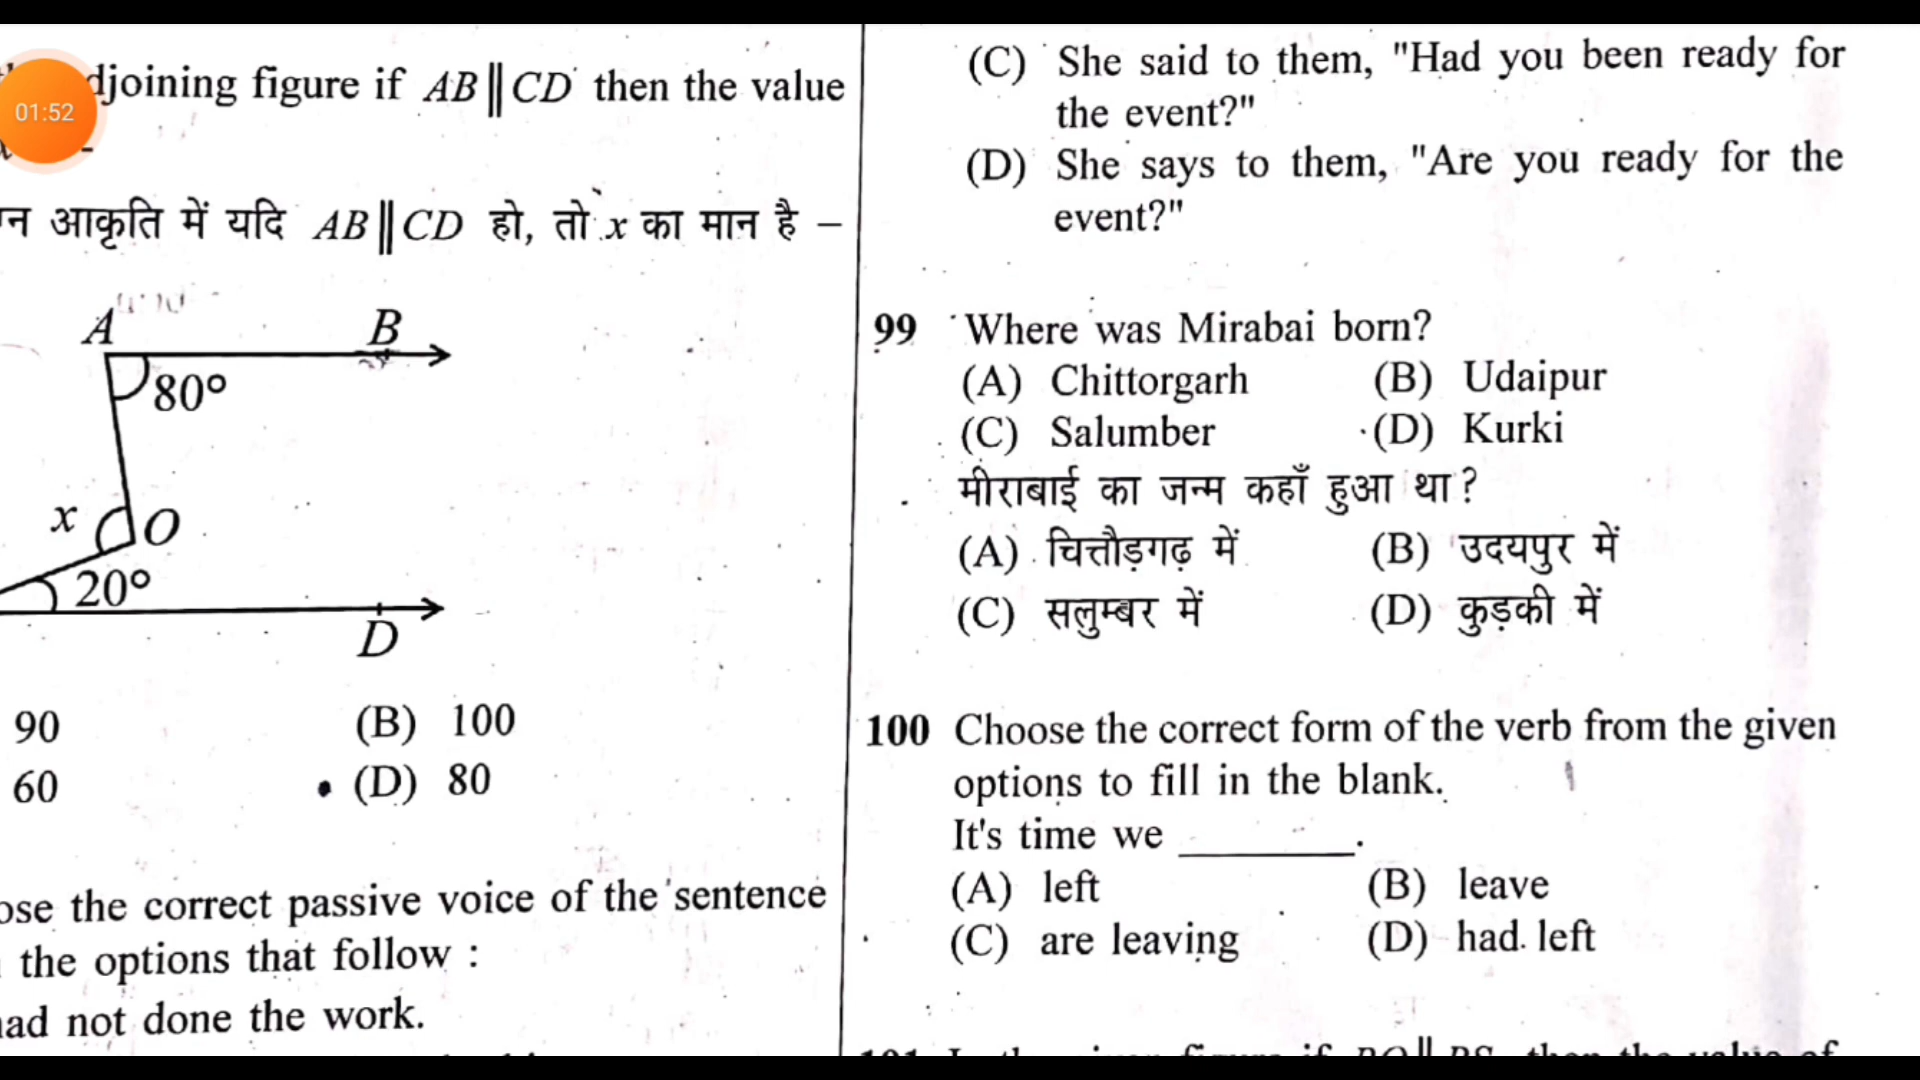 01:52
djoining figure if AB || CD then the value
आकृति में यदि AB || CD हो, तो x का मान है –
A
B
80°
x
O
20°
D
90
(B) 100
60
(D) 80
the correct passive voice of the sentence
the options that follow :
not done the work.
(C) She said to them, "Had you been ready for
the event?"
(D) She says to them, "Are you ready for the
event?"
99 Where was Mirabai born?
(A) Chittorgarh (B) Udaipur
(C) Salumber (D) Kurki
मीराबाई का जन्म कहाँ हुआ था?
(A) चित्तौड़गढ़ में (B) उदयपुर में
(C) सलुम्बर में (D) कुड़की में
100 Choose the correct form of the verb from the given
options to fill in the blank.
It's time we ________.
(A) left (B) leave
(C) are leaving (D) had left